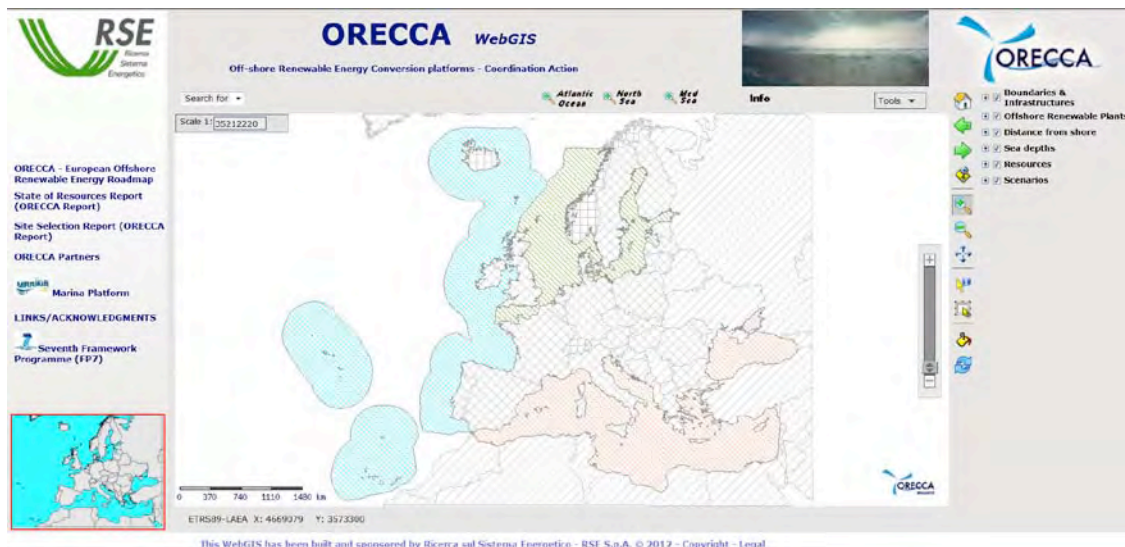 RSE
Ricerca
Sistema
Energetico
ORECCA WebGIS
Off-shore Renewable Energy Conversion platforms - Coordination Action
ORECCA
Search for
Atlantic
Ocean
North
Sea
Med
Sea
Info
Tools
Scale 1: 35212220
ORECCA - European Offshore
Renewable Energy Roadmap
State of Resources Report
(ORECCA Report)
Site Selection Report (ORECCA
Report)
ORECCA Partners
Marina Platform
LINKS/ACKNOWLEDGMENTS
Seventh Framework
Programme (FP7)
Boundaries &
Infrastructures
Offshore Renewable Plants
Distance from shore
Sea depths
Resources
Scenarios
0 370 740 1110 1480 km
ORECCA
ETRS89-LAEA X: 4669079 Y: 3573300
This WebGIS has been built and sponsored by Ricerca sul Sistema Energetico - RSE S.p.A. © 2012 - Copyright - Legal